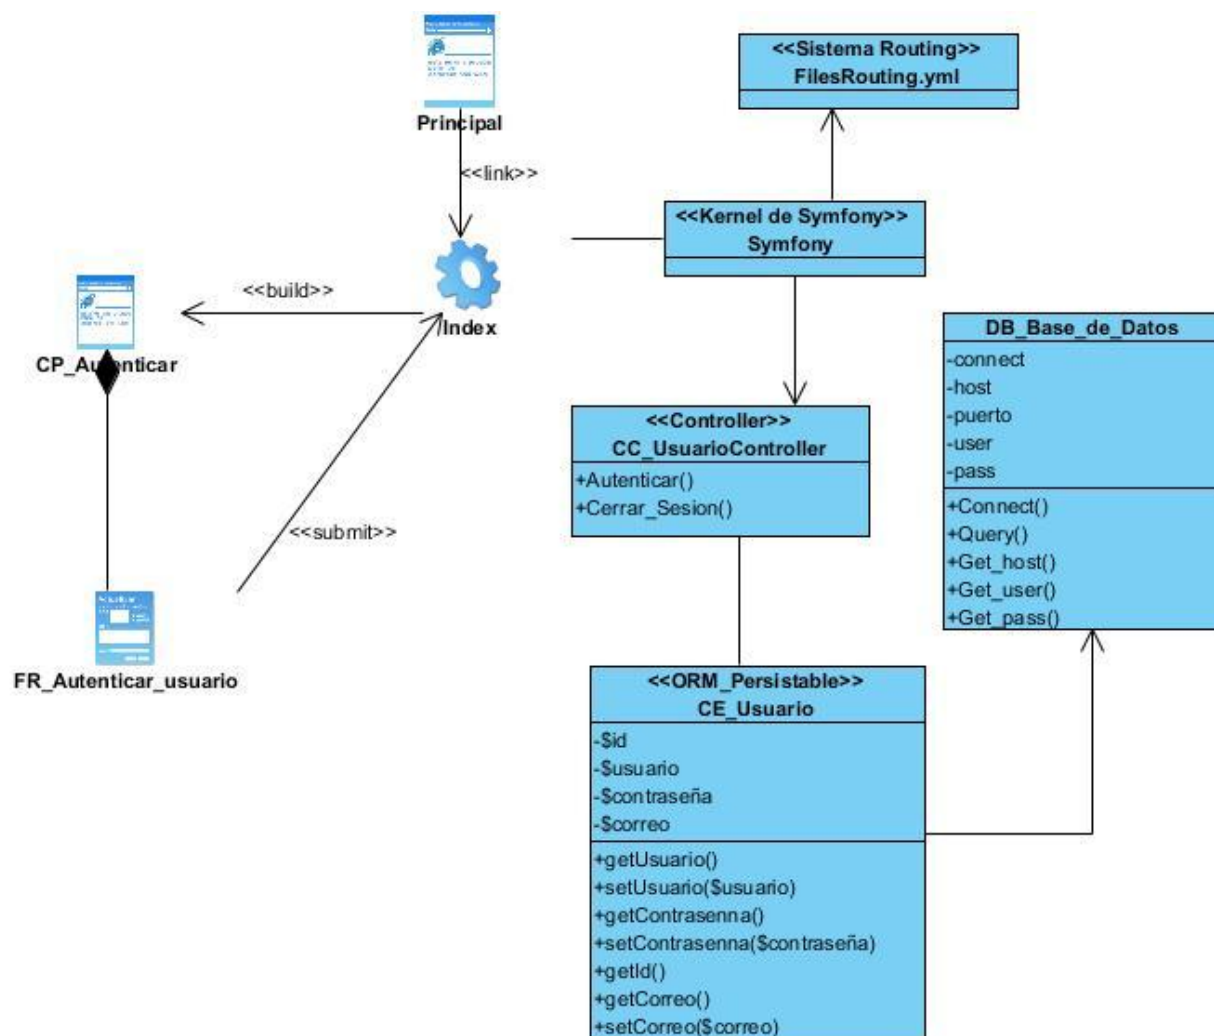 Principal
<<link>>
Index
<<build>>
CP_Autenticar
<<submit>>
FR_Autenticar_usuario
<<Sistema Routing>>
FilesRouting.yml
<<Kernel de Symfony>>
Symfony
<<Controller>>
CC_UsuarioController
+Autenticar()
+Cerrar_Sesion()
DB_Base_de_Datos
-connect
-host
-puerto
-user
-pass
+Connect()
+Query()
+Get_host()
+Get_user()
+Get_pass()
<<ORM_Persistable>>
CE_Usuario
-$id
-$usuario
-$contraseña
-$correo
+getUsuario()
+setUsuario($usuario)
+getContrasenna()
+setContrasenna($contraseña)
+getId()
+getCorreo()
+setCorreo($correo)